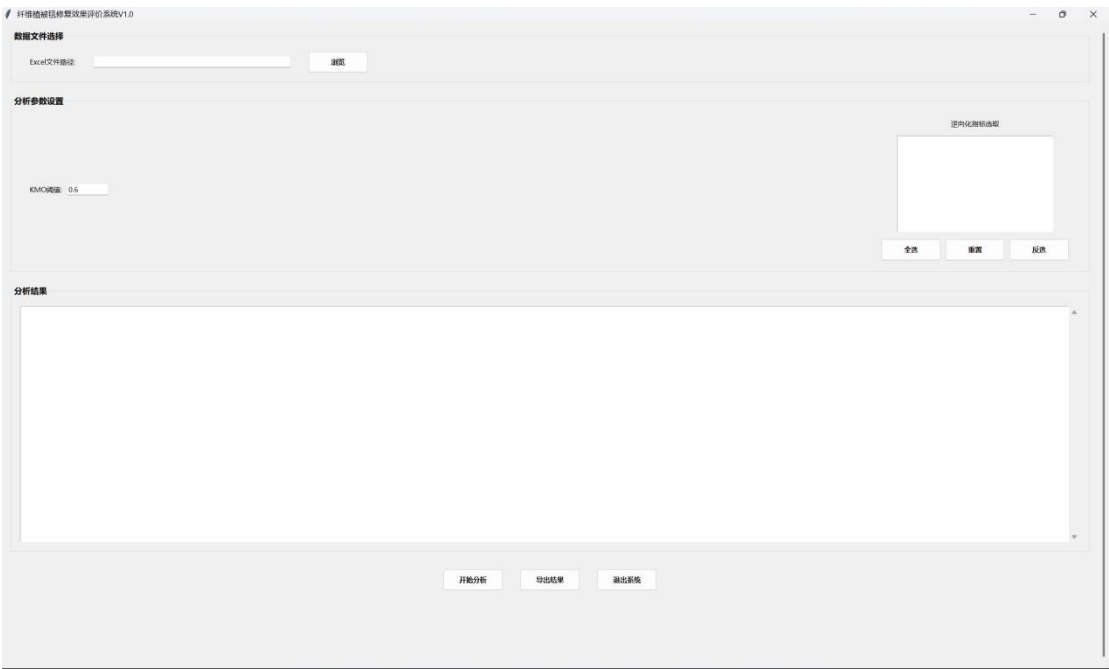 纤维植被毯修复效果评价系统V1.0
数据文件选择
Excel文件路径:
浏览
分析参数设置
逆向化指标选取
KMO阈值: 0.6
全选 重置 反选
分析结果
开始分析 导出结果 退出系统